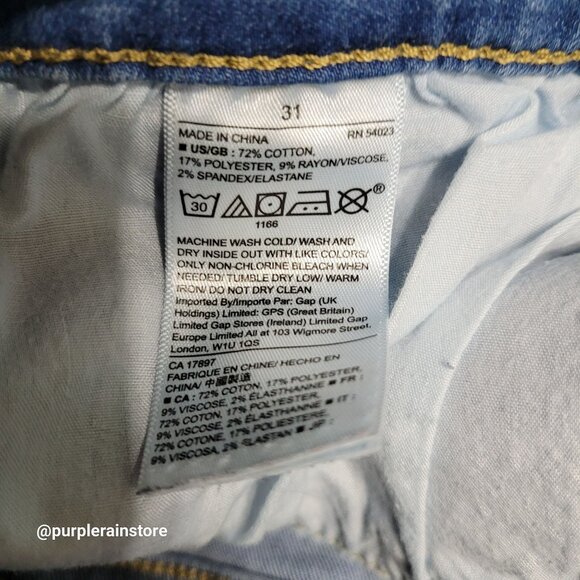 31
MADE IN CHINA RN 54023
■ US/GB : 72% COTTON,
17% POLYESTER, 9% RAYON/VISCOSE,
2% SPANDEX/ELASTANE
30 ®
1166
MACHINE WASH COLD/ WASH AND
DRY INSIDE OUT WITH LIKE COLORS/
ONLY NON-CHLORINE BLEACH WHEN
NEEDED/ TUMBLE DRY LOW/ WARM
IRON/ DO NOT DRY CLEAN
Imported By/Importe Par: Gap (UK
Holdings) Limited: GPS (Great Britain)
Limited Gap Stores (Ireland) Limited Gap
Europe Limited All at 103 Wigmore Street,
London, W1U 1QS
CA 17897
FABRIQUE EN CHINE/ HECHO EN
CHINA/ 中國製造
■ CA : 72% COTON, 17% POLYESTER,
9% VISCOSE, 2% ÉLASTHANNE ■ FR :
72% COTON, 17% POLYESTER,
9% VISCOSE, 2% ÉLASTHANNE ■ IT :
72% COTONE, 17% POLIESTERE,
9% VISCOSA, 2% ELASTAN ■ JP :
@purplerainstore